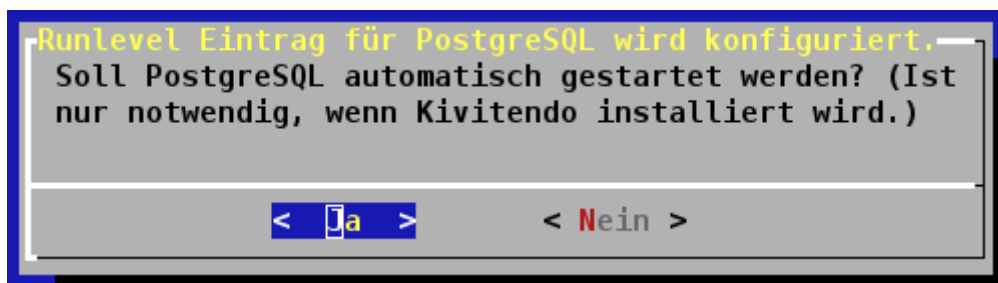 Runlevel Eintrag für PostgreSQL wird konfiguriert.
Soll PostgreSQL automatisch gestartet werden? (Ist
nur notwendig, wenn Kivitendo installiert wird.)
<  Ja  > < Nein >